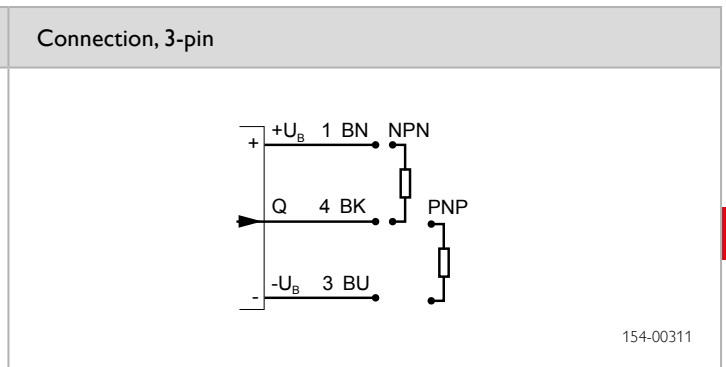 Connection, 3-pin
+U_B 1 BN NPN
+
Q 4 BK PNP
-U_B 3 BU
-
154-00311